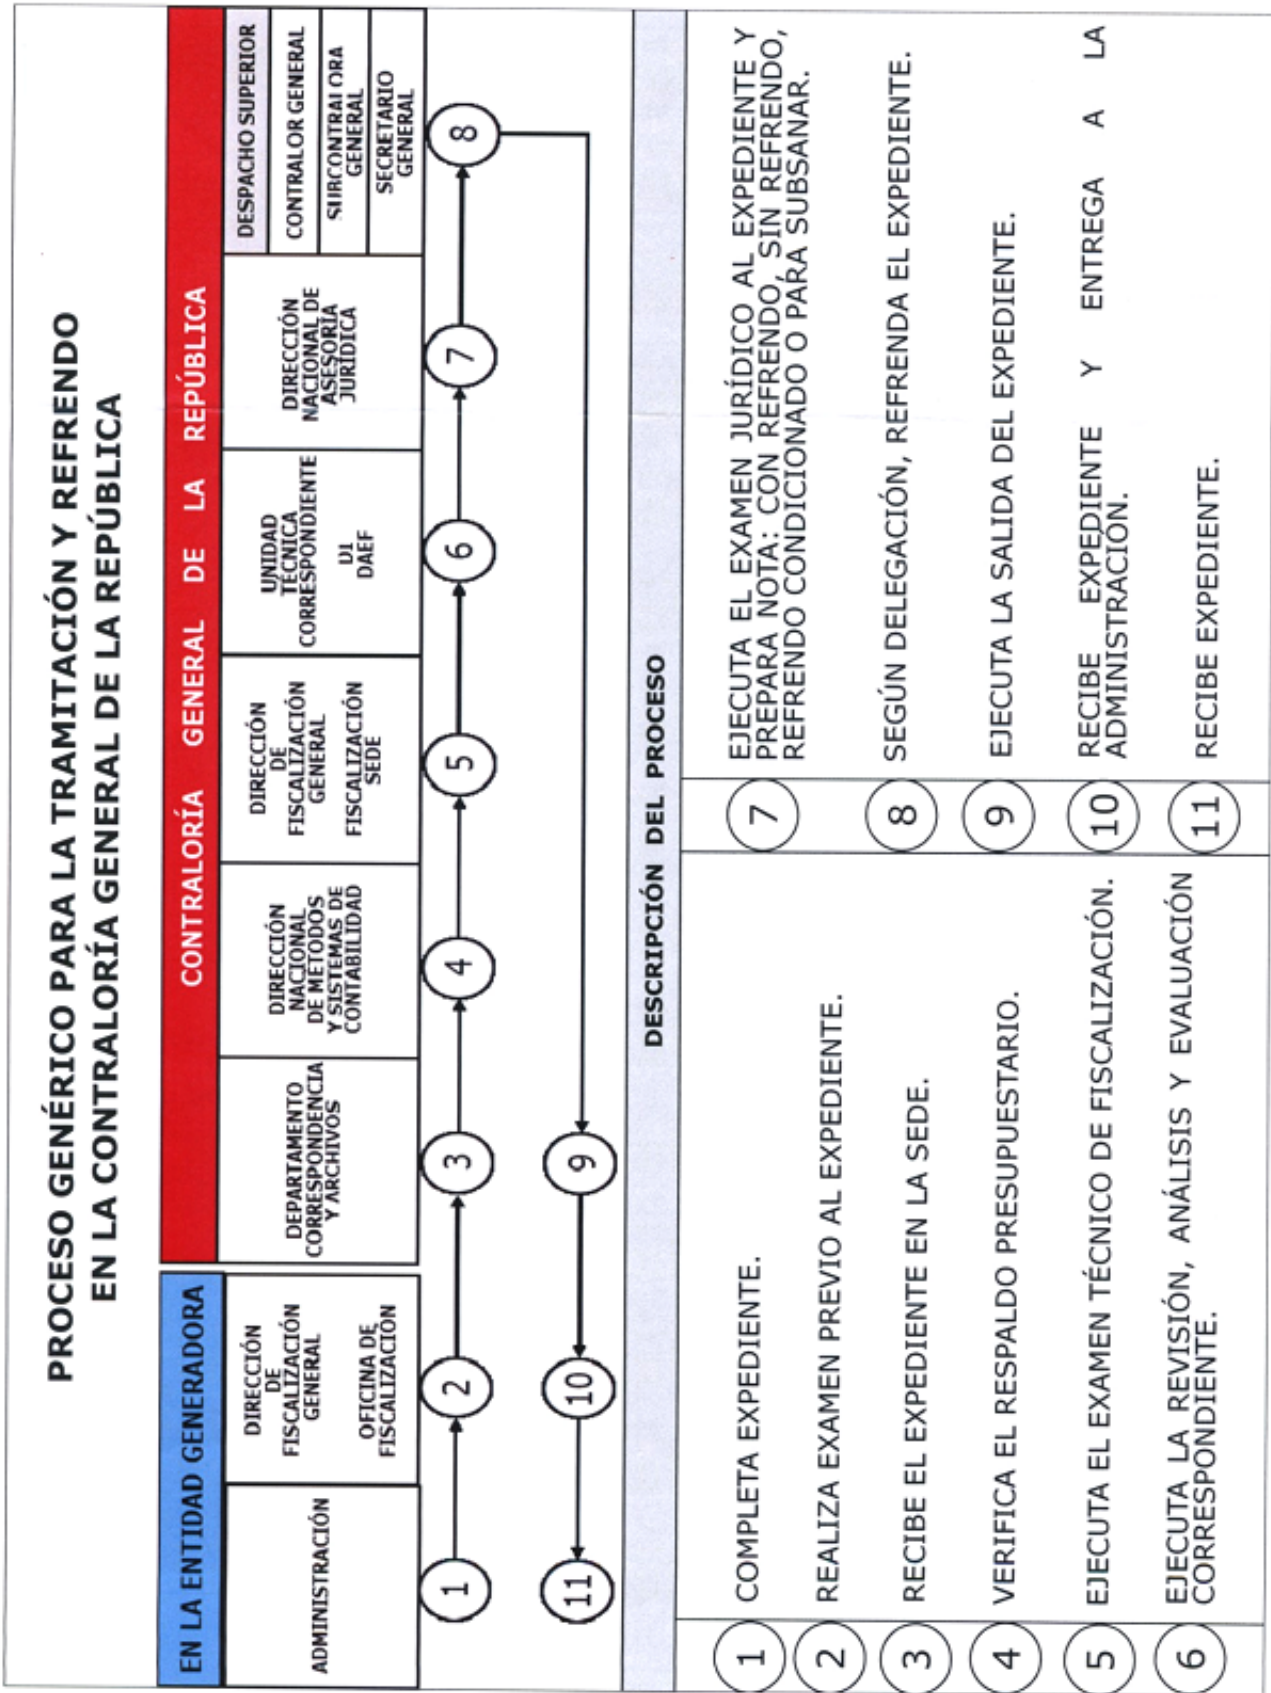 PROCESO GENÉRICO PARA LA TRAMITACIÓN Y REFRENDO
EN LA CONTRALORÍA GENERAL DE LA REPÚBLICA
EN LA ENTIDAD GENERADORA
CONTRALORÍA GENERAL DE LA REPÚBLICA
ADMINISTRACIÓN
DIRECCIÓN
DE
FISCALIZACIÓN
GENERAL
OFICINA DE
FISCALIZACIÓN
DEPARTAMENTO
CORRESPONDENCIA
Y ARCHIVOS
DIRECCIÓN
NACIONAL
DE METODOS
Y SISTEMAS DE
CONTABILIDAD
DIRECCIÓN
DE
FISCALIZACIÓN
GENERAL
FISCALIZACIÓN
SEDE
UNIDAD
TÉCNICA
CORRESPONDIENTE
DAEF
DIRECCIÓN
NACIONAL DE
ASESORIA
JURÍDICA
DESPACHO SUPERIOR
CONTRALOR GENERAL
SUBCONTRALORA
GENERAL
SECRETARIO
GENERAL
1
2
3
4
5
6
7
8
11
10
9
DESCRIPCIÓN DEL PROCESO
1 COMPLETA EXPEDIENTE.
2 REALIZA EXAMEN PREVIO AL EXPEDIENTE.
3 RECIBE EL EXPEDIENTE EN LA SEDE.
4 VERIFICA EL RESPALDO PRESUPUESTARIO.
5 EJECUTA EL EXAMEN TÉCNICO DE FISCALIZACIÓN.
6 EJECUTA LA REVISIÓN, ANÁLISIS Y EVALUACIÓN
CORRESPONDIENTE.
7 EJECUTA EL EXAMEN JURÍDICO AL EXPEDIENTE Y
PREPARA NOTA: CON REFRENDO, SIN REFRENDO,
REFRENDO CONDICIONADO O PARA SUBSANAR.
8 SEGÚN DELEGACIÓN, REFRENDA EL EXPEDIENTE.
9 EJECUTA LA SALIDA DEL EXPEDIENTE.
10 RECIBE EXPEDIENTE Y ENTREGA A LA
ADMINISTRACIÓN.
11 RECIBE EXPEDIENTE.